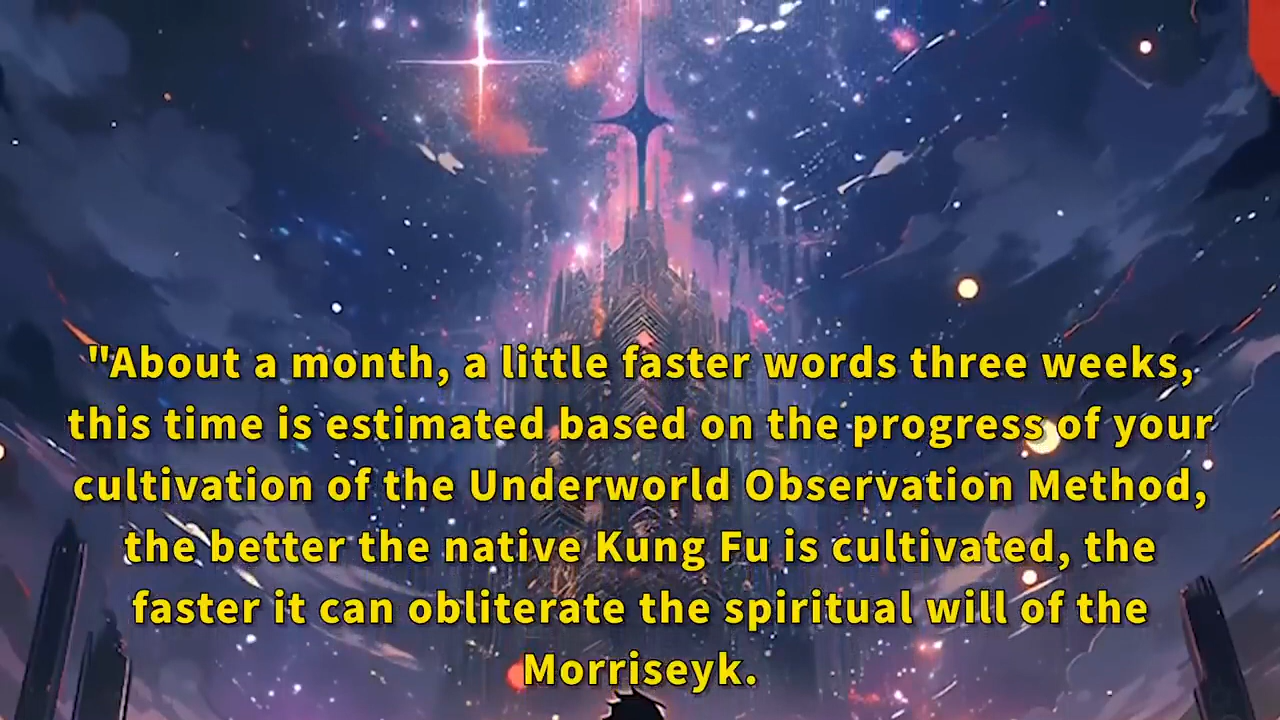 "About a month, a little faster words three weeks,
this time is estimated based on the progress of your
cultivation of the Underworld Observation Method,
the better the native Kung Fu is cultivated, the
faster it can obliterate the spiritual will of the
Morriseyk.